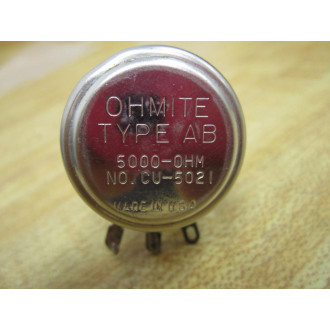 OHMITE
TYPE AB
5000-OHM
NO. CU-5021
MADE IN U.S.A.